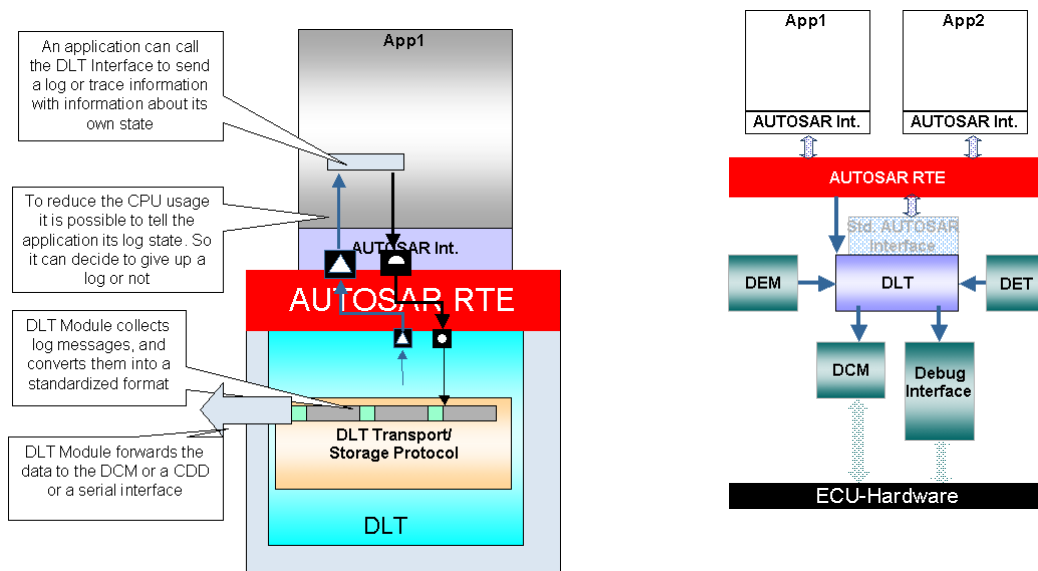 An application can call
the DLT Interface to send
a log or trace information
with information about its
own state
To reduce the CPU usage
it is possible to tell the
application its log state. So
it can decide to give up a
log or not
DLT Module collects
log messages, and
converts them into a
standardized format
DLT Module forwards the
data to the DCM or a CDD
or a serial interface
App1
AUTOSAR Int.
AUTOSAR RTE
DLT Transport/
Storage Protocol
DLT
App1
App2
AUTOSAR Int.
AUTOSAR Int.
AUTOSAR RTE
Std. AUTOSAR
Interface
DEM
DLT
DET
DCM
Debug
Interface
ECU-Hardware